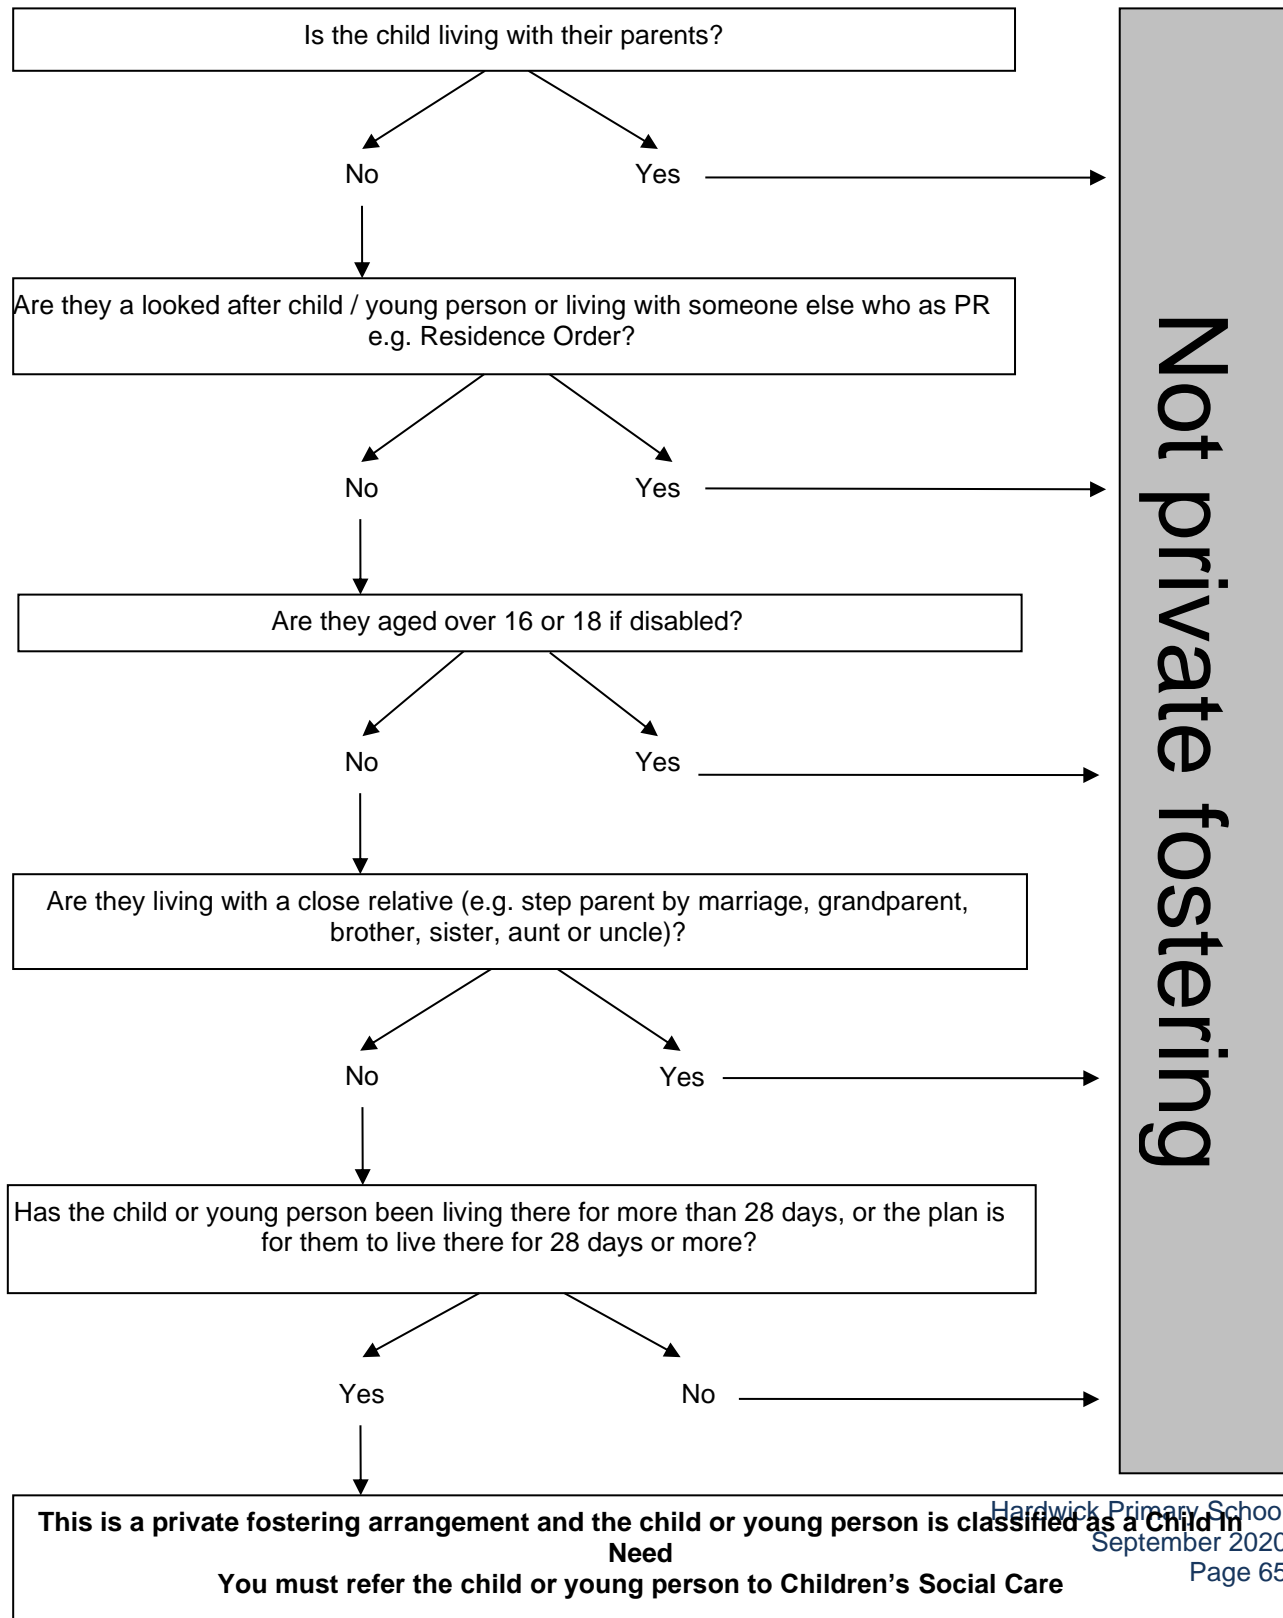 Is the child living with their parents?
No
Yes
Are they a looked after child / young person or living with someone else who as PR
e.g. Residence Order?
No
Yes
Are they aged over 16 or 18 if disabled?
No
Yes
Are they living with a close relative (e.g. step parent by marriage, grandparent,
brother, sister, aunt or uncle)?
No
Yes
Has the child or young person been living there for more than 28 days, or the plan is
for them to live there for 28 days or more?
Yes
No
Not private fostering
This is a private fostering arrangement and the child or young person is classified as a Child In
Need
You must refer the child or young person to Children’s Social Care
Hardwick Primary School
September 2020
Page 65